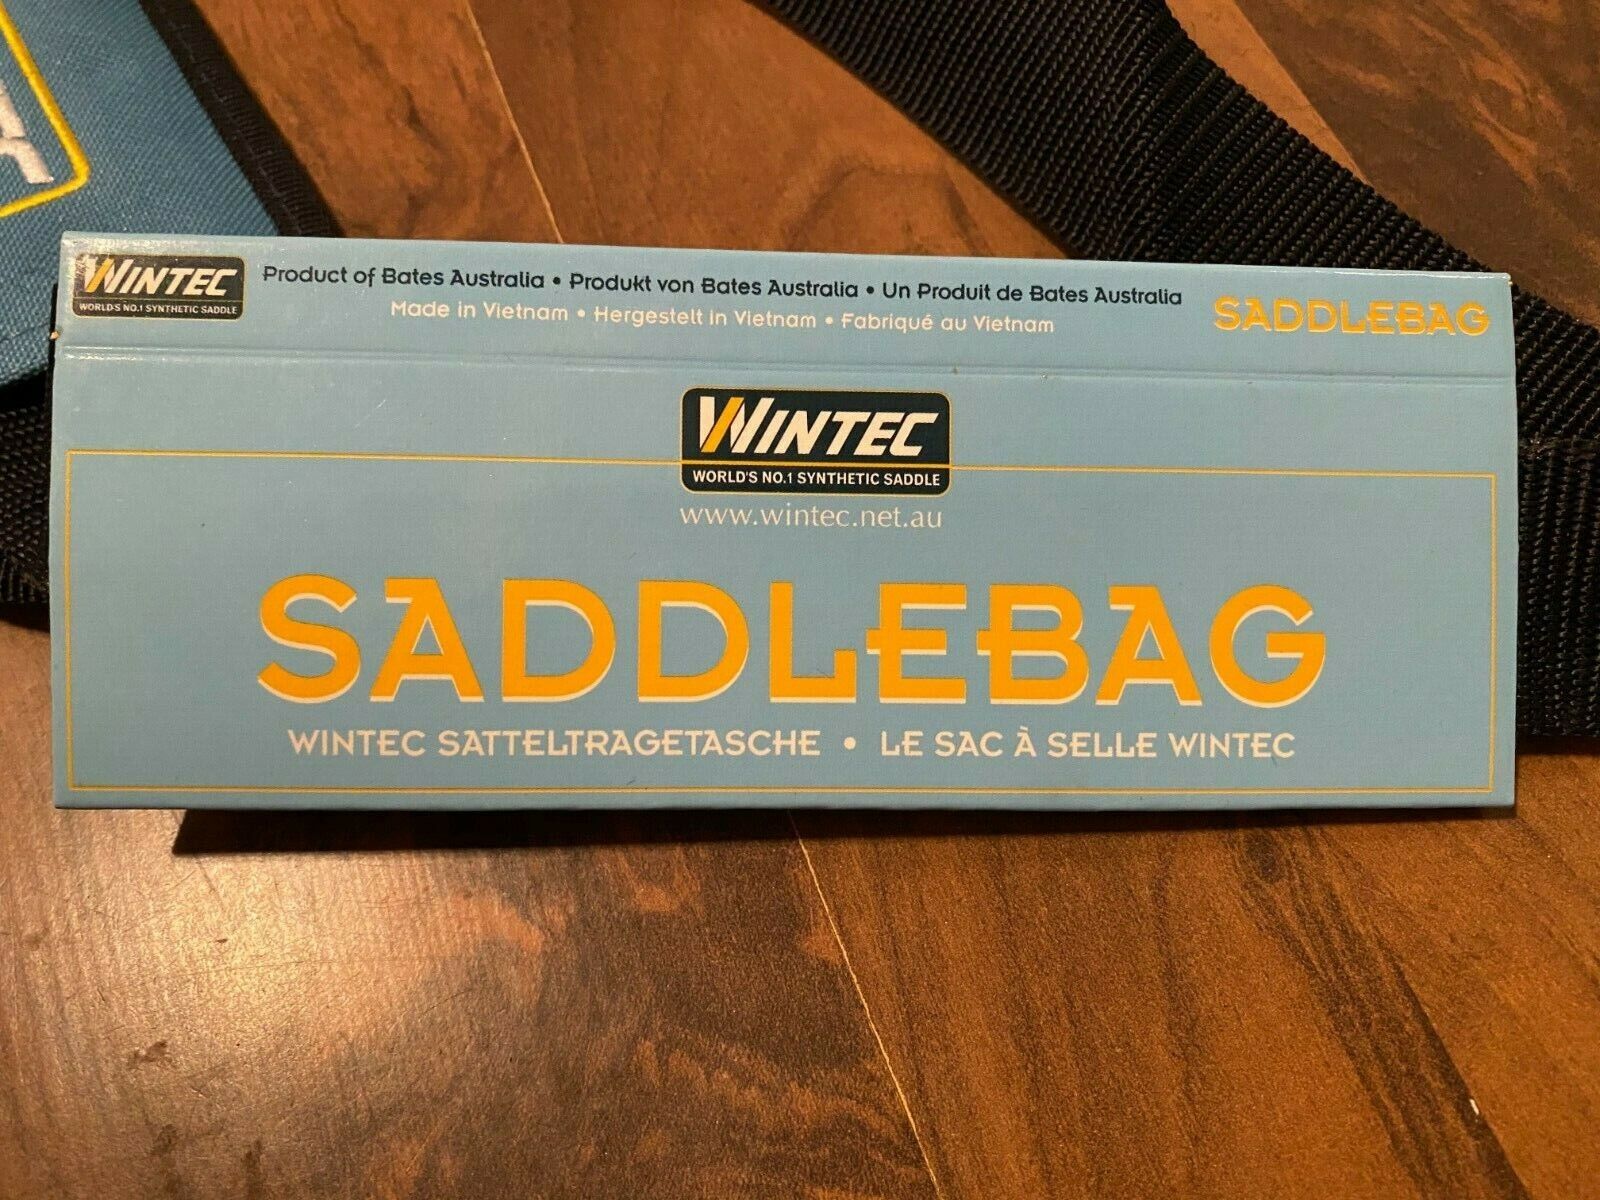 WINTEC
WORLD'S NO.1 SYNTHETIC SADDLE
Product of Bates Australia • Produkt von Bates Australia • Un Produit de Bates Australia
Made in Vietnam • Hergestelt in Vietnam • Fabriqué au Vietnam
SADDLEBAG
WINTEC
WORLD'S NO.1 SYNTHETIC SADDLE
www.wintec.net.au
SADDLEBAG
WINTEC SATTELTRAGETASCHE • LE SAC À SELLE WINTEC